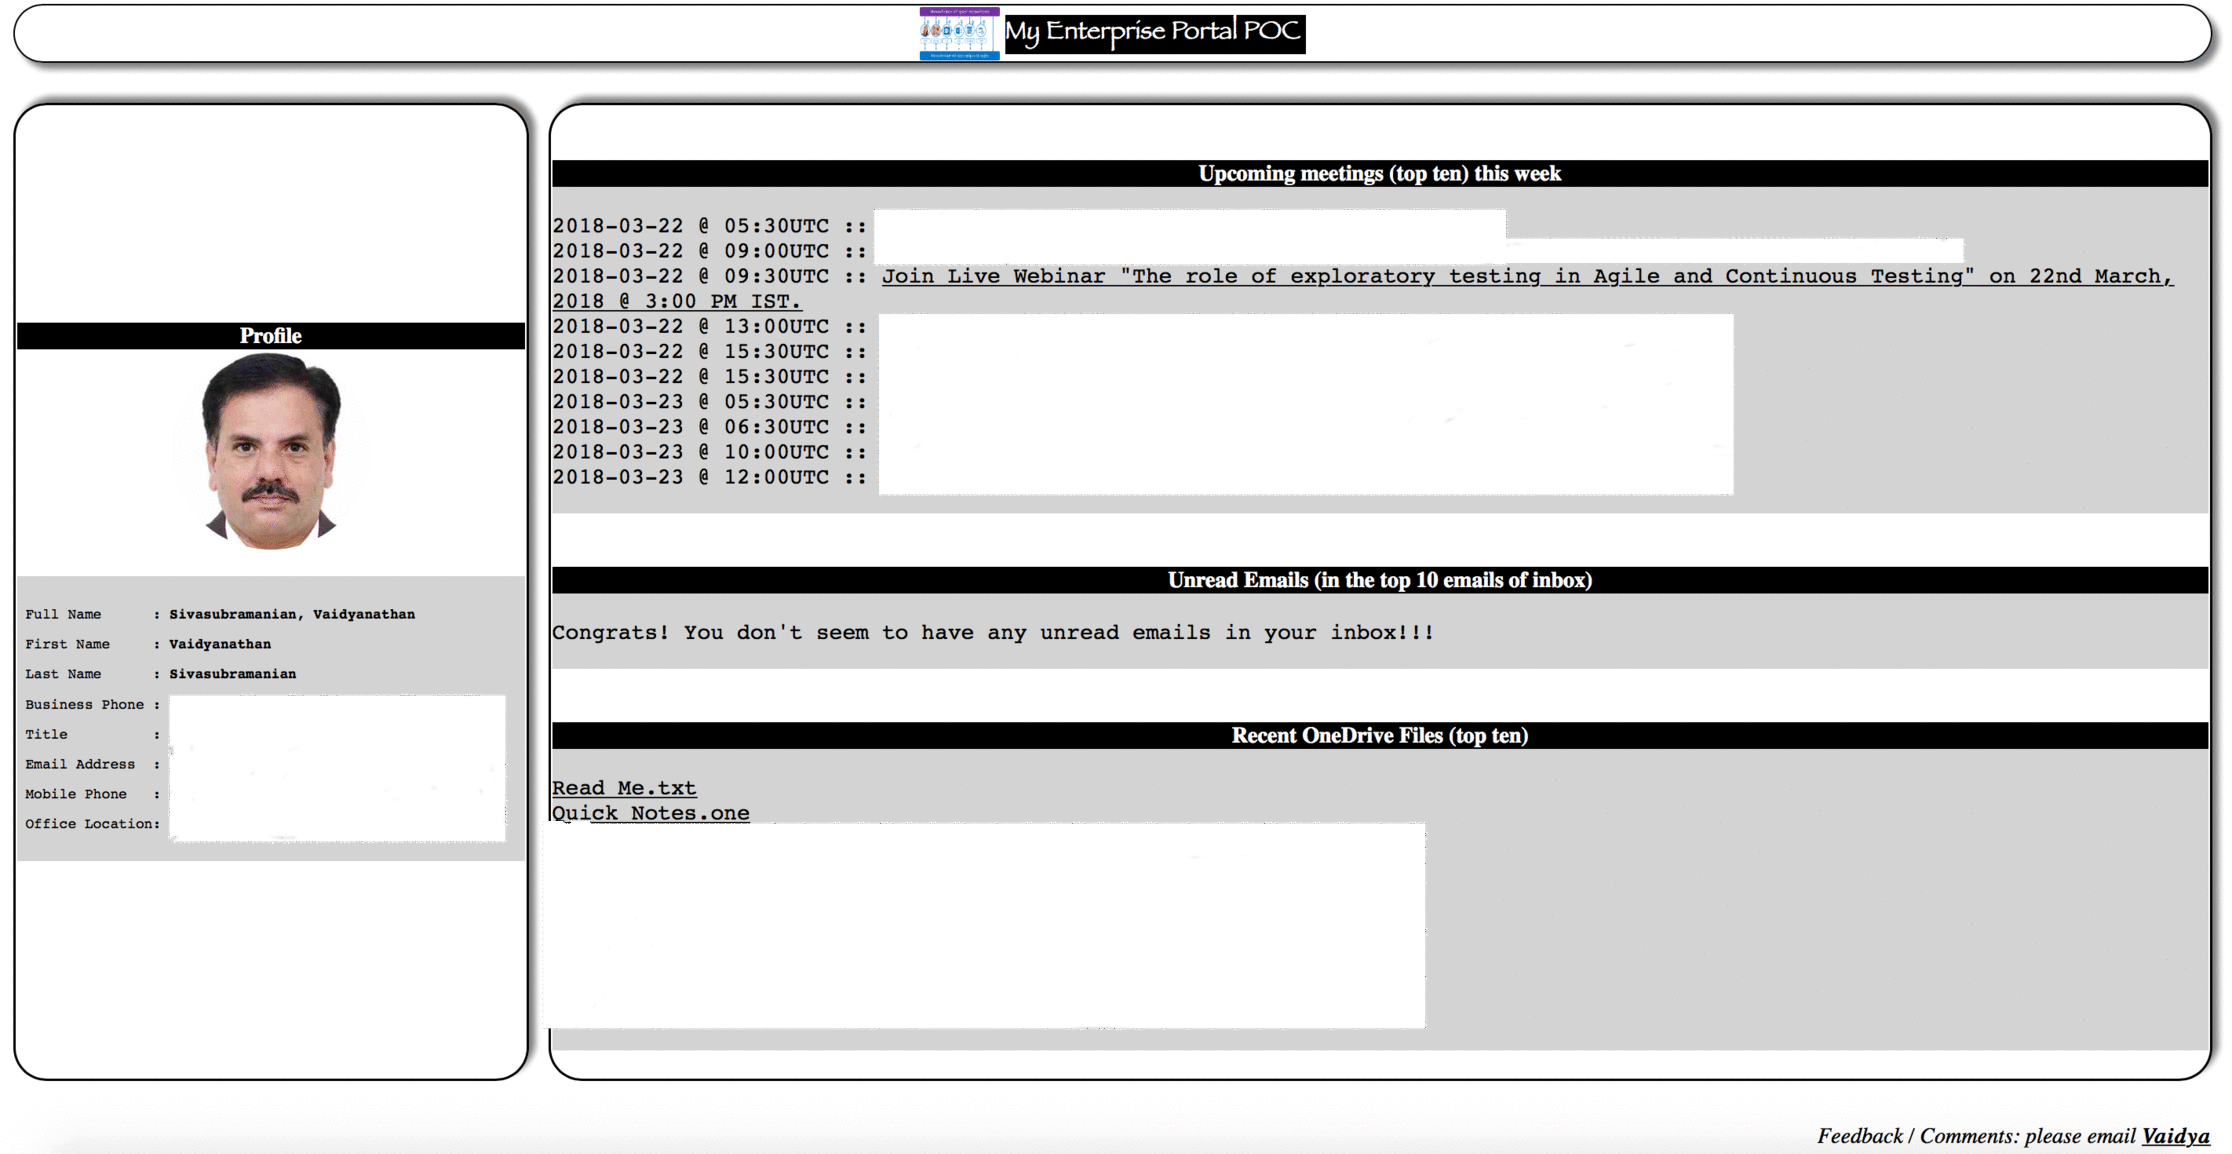 My Enterprise Portal POC
Profile
Full Name : Sivasubramanian, Vaidyanathan
First Name : Vaidyanathan
Last Name : Sivasubramanian
Business Phone :
Title :
Email Address :
Mobile Phone :
Office Location:
Upcoming meetings (top ten) this week
2018-03-22 @ 05:30UTC ::
2018-03-22 @ 09:00UTC ::
2018-03-22 @ 09:30UTC :: Join Live Webinar "The role of exploratory testing in Agile and Continuous Testing" on 22nd March,
2018 @ 3:00 PM IST.
2018-03-22 @ 13:00UTC ::
2018-03-22 @ 15:30UTC ::
2018-03-22 @ 15:30UTC ::
2018-03-23 @ 05:30UTC ::
2018-03-23 @ 06:30UTC ::
2018-03-23 @ 10:00UTC ::
2018-03-23 @ 12:00UTC ::
Unread Emails (in the top 10 emails of inbox)
Congrats! You don't seem to have any unread emails in your inbox!!!
Recent OneDrive Files (top ten)
Read Me.txt
Quick Notes.one
Feedback / Comments: please email Vaidya